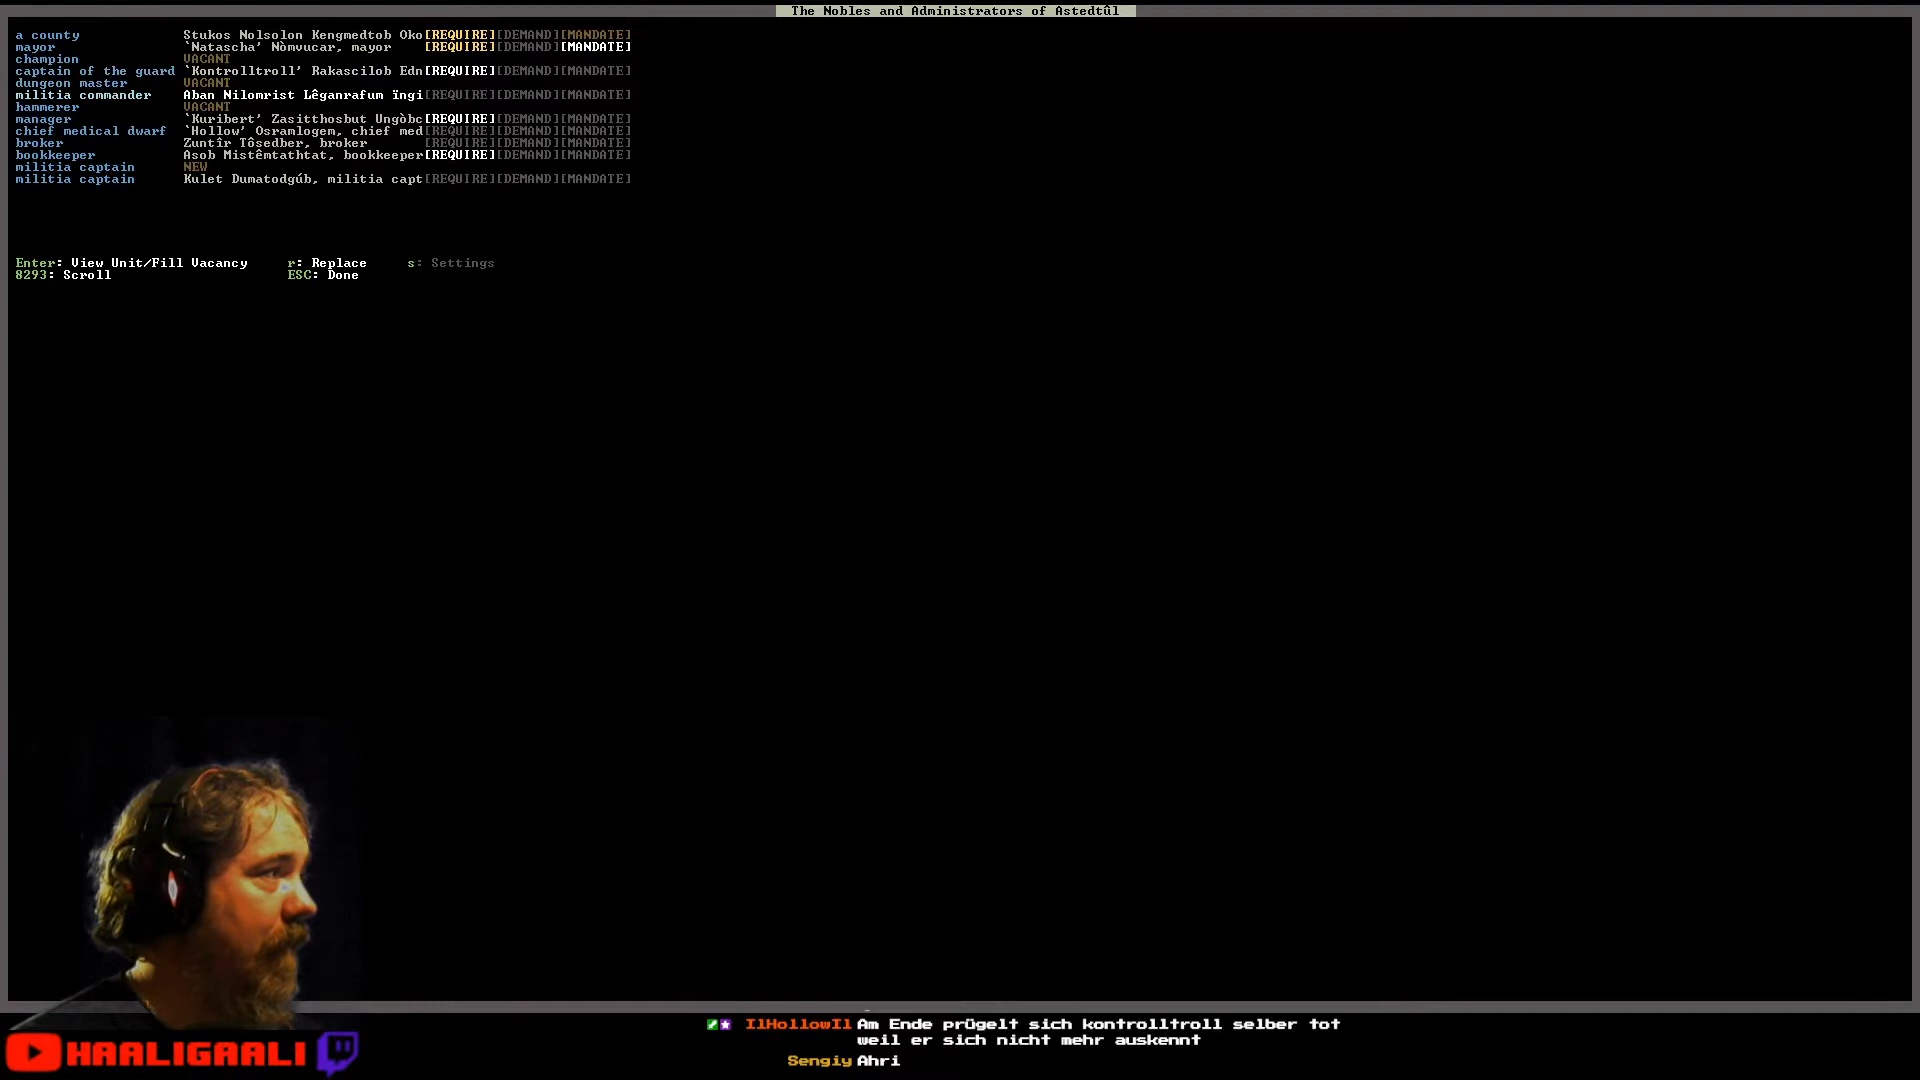 The Nobles and Administrators of Astedtûl
a county Stukos Nolsolon Kengmedtob Oko[REQUIRE][DEMAND][MANDATE]
mayor `Natascha' Nòmvucar, mayor [REQUIRE][DEMAND][MANDATE]
champion VACANT
captain of the guard `Kontrolltroll' Rakascilob Edn[REQUIRE][DEMAND][MANDATE]
dungeon master VACANT
militia commander Aban Nilomrist Lêganrafum ïngi[REQUIRE][DEMAND][MANDATE]
hammerer VACANT
manager `Kuribert' Zasitthosbut Ungòbc[REQUIRE][DEMAND][MANDATE]
chief medical dwarf `Hollow' Osramlogem, chief med[REQUIRE][DEMAND][MANDATE]
broker Zuntîr Tôsedber, broker [REQUIRE][DEMAND][MANDATE]
bookkeeper Asob Mistêmtathtat, bookkeeper[REQUIRE][DEMAND][MANDATE]
militia captain NEW
militia captain Kulet Dumatodgúb, militia capt[REQUIRE][DEMAND][MANDATE]
Enter: View Unit/Fill Vacancy r: Replace s: Settings
8293: Scroll ESC: Done
IlHollowIl Am Ende prügelt sich kontrolltroll selber tot
weil er sich nicht mehr auskennt
Sengiy Ahri
HAALIGAALI